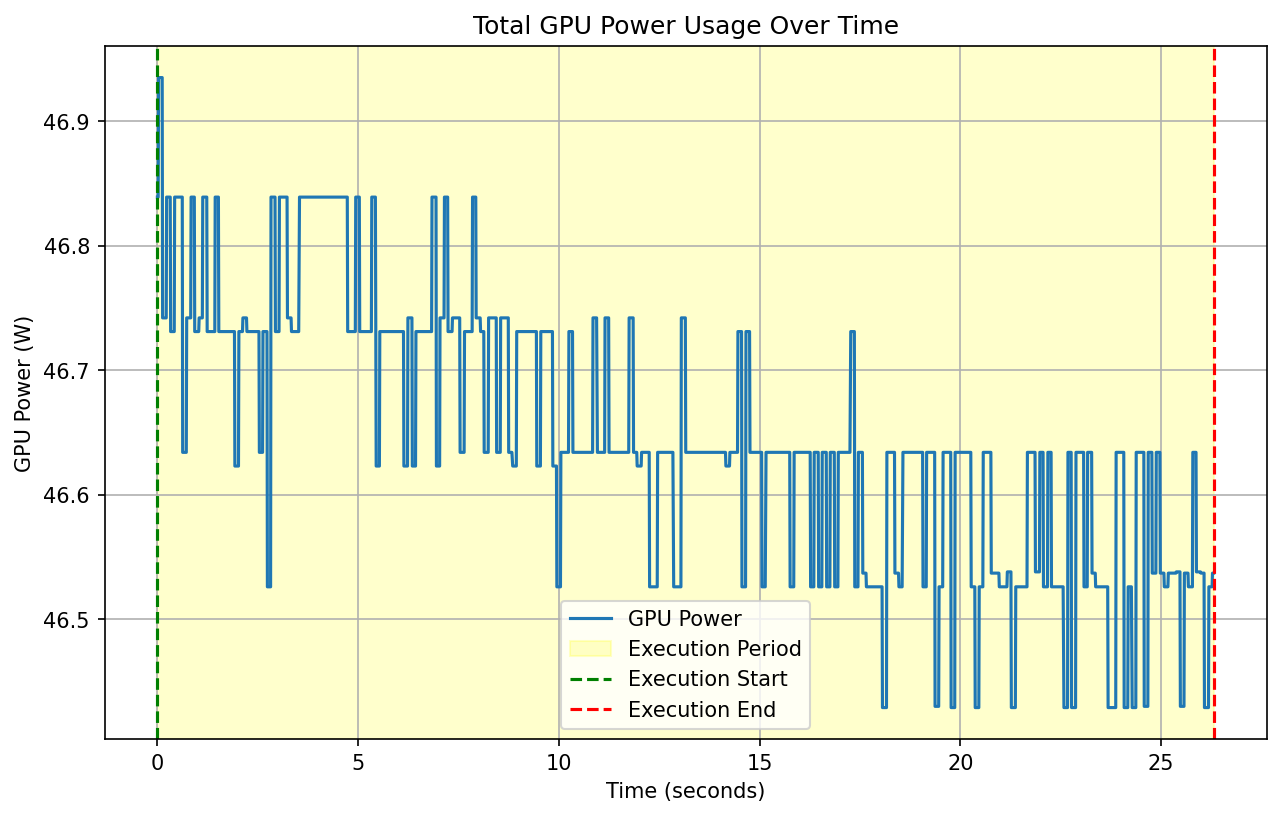 Total GPU Power Usage Over Time
GPU Power (W)
46.9
46.8
46.7
46.6
46.5
GPU Power
Execution Period
Execution Start
Execution End
0 5 10 15 20 25
Time (seconds)